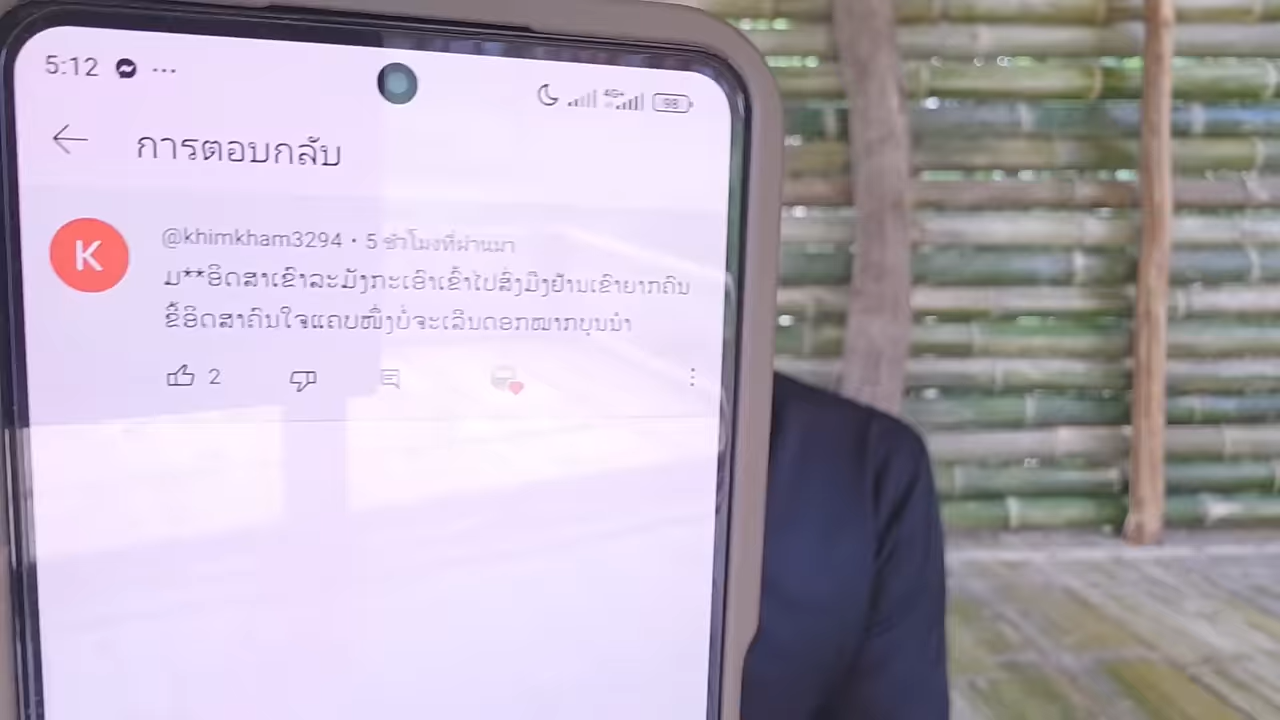 5:12
4G+
98
การตอบกลับ
K
@khimkham3294 · 5 ชั่วโมงที่ผ่านมา
ມ**ອິດສາເຂົາລະມັງກະເອົາເຂົ້າໄປສົ່ງມຶງຢ້ານເຂົາຍາກຄົນ
ຂີ້ອິດສາຄົນໃຈແຄບໜຶ່ງບໍ່ຈະເລີນດອກໝາກບຸນນຳ
2